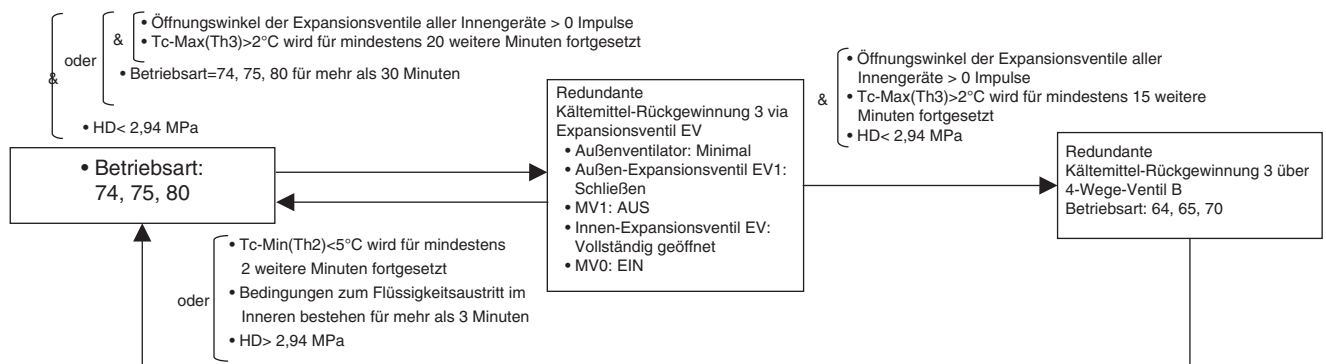 • Öffnungswinkel der Expansionsventile aller Innengeräte > 0 Impulse
&
• Tc-Max(Th3)>2°C wird für mindestens 20 weitere Minuten fortgesetzt
oder
• Betriebsart=74, 75, 80 für mehr als 30 Minuten
&
• HD< 2,94 MPa
• Betriebsart:
74, 75, 80
Redundante
Kältemittel-Rückgewinnung 3 via
Expansionsventil EV
• Außenventilator: Minimal
• Außen-Expansionsventil EV1:
Schließen
• MV1: AUS
• Innen-Expansionsventil EV:
Vollständig geöffnet
• MV0: EIN
• Öffnungswinkel der Expansionsventile aller
Innengeräte > 0 Impulse
&
• Tc-Max(Th3)>2°C wird für mindestens 15 weitere
Minuten fortgesetzt
• HD< 2,94 MPa
Redundante
Kältemittel-Rückgewinnung 3 über
4-Wege-Ventil B
Betriebsart: 64, 65, 70
• Tc-Min(Th2)<5°C wird für mindestens
2 weitere Minuten fortgesetzt
oder
• Bedingungen zum Flüssigkeitsaustritt im
Inneren bestehen für mehr als 3 Minuten
• HD> 2,94 MPa